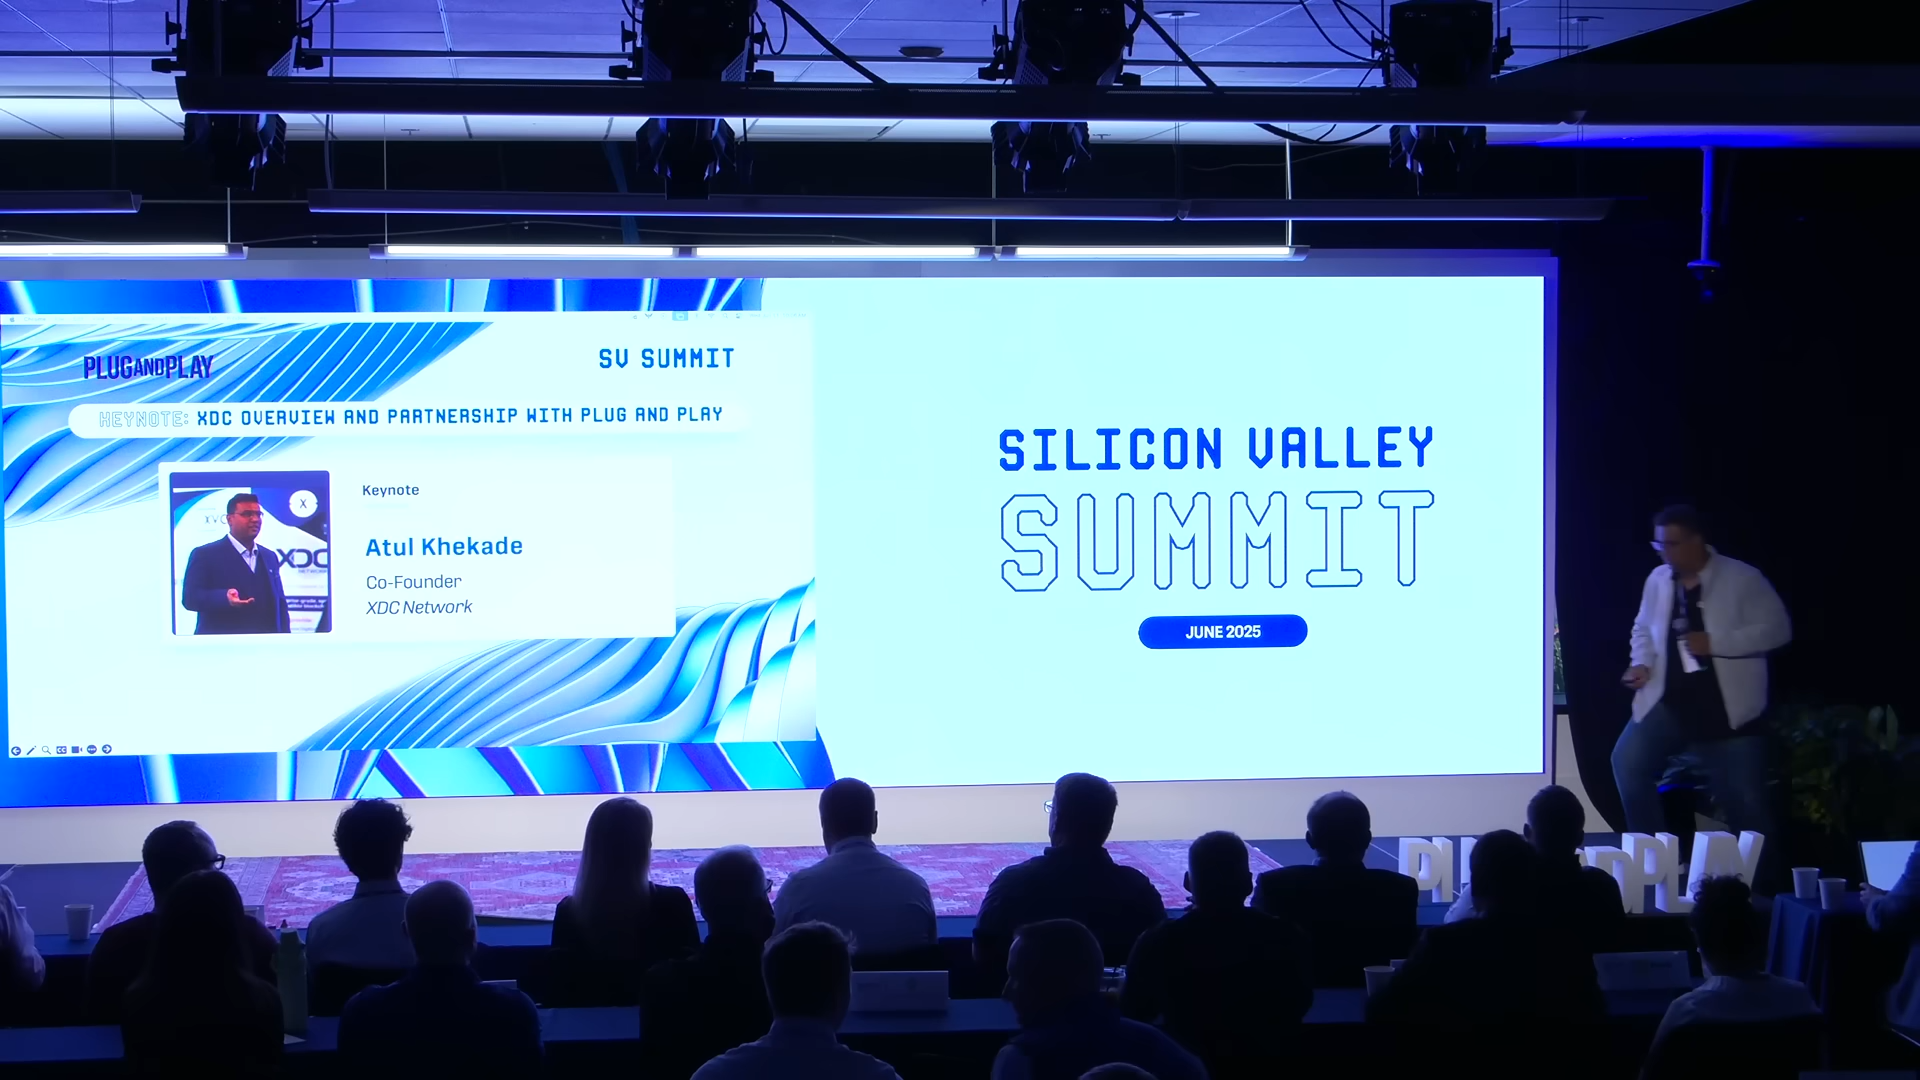 PLUGANDPLAY
SV SUMMIT
KEYNOTE: XDC OVERVIEW AND PARTNERSHIP WITH PLUG AND PLAY
X
XDC
Keynote
Atul Khekade
Co-Founder
XDC Network
SILICON VALLEY
SUMMIT
JUNE 2025